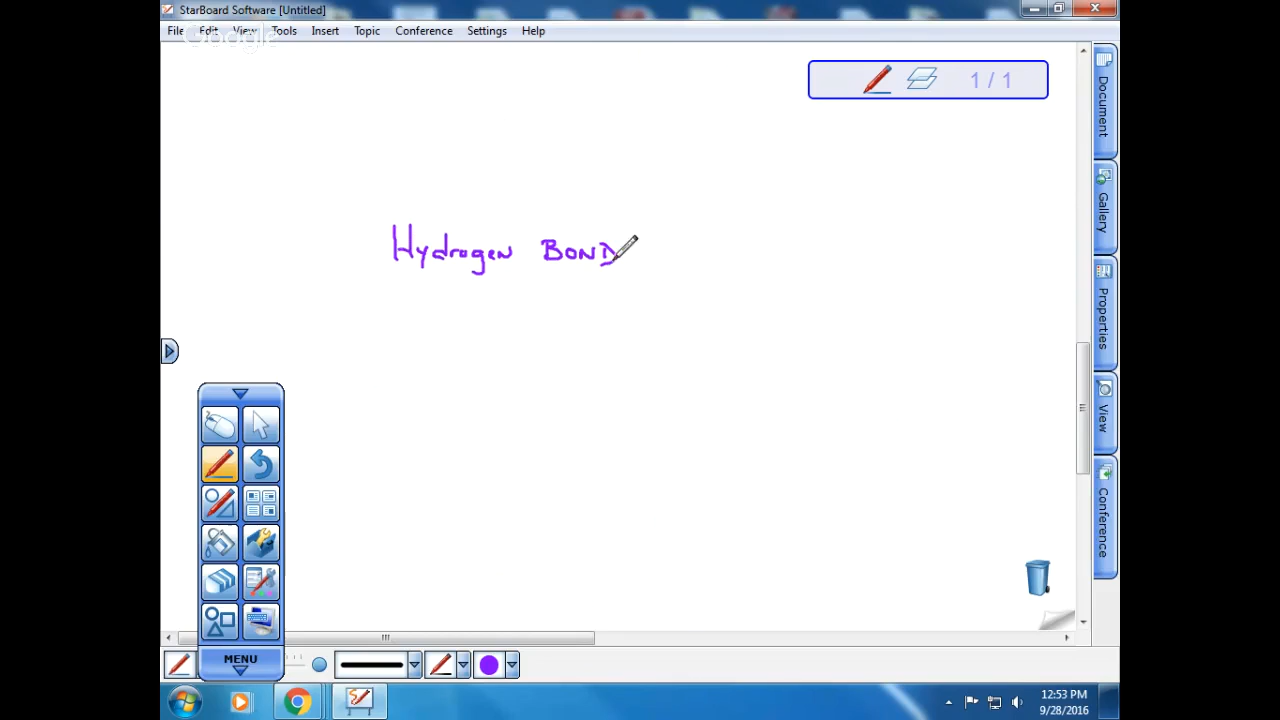 StarBoard Software [Untitled]
File Edit View Tools Insert Topic Conference Settings Help
Google
1 / 1
Document
Gallery
Properties
View
Conference
Hydrogen BOND
MENU
12:53 PM
9/28/2016